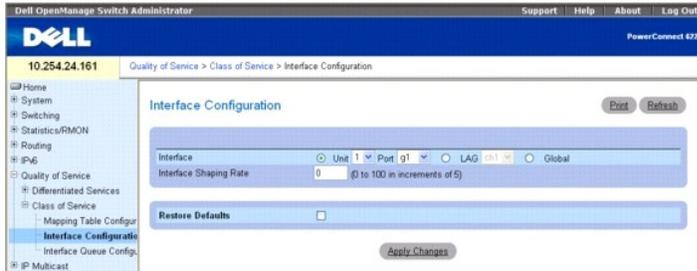 Dell OpenManage Switch Administrator Support Help About Log Out
DELL
PowerConnect 622
10.254.24.161 Quality of Service > Class of Service > Interface Configuration
Home
System
Switching
Statistics/RMON
Routing
IPv6
Quality of Service
Differentiated Services
Class of Service
Mapping Table Configur
Interface Configuratio
Interface Queue Configu
IP Multicast
Interface Configuration
Print Refresh
Interface Unit 1 Port g1 LAG ch1 Global
Interface Shaping Rate 0 (0 to 100 in increments of 5)
Restore Defaults
Apply Changes